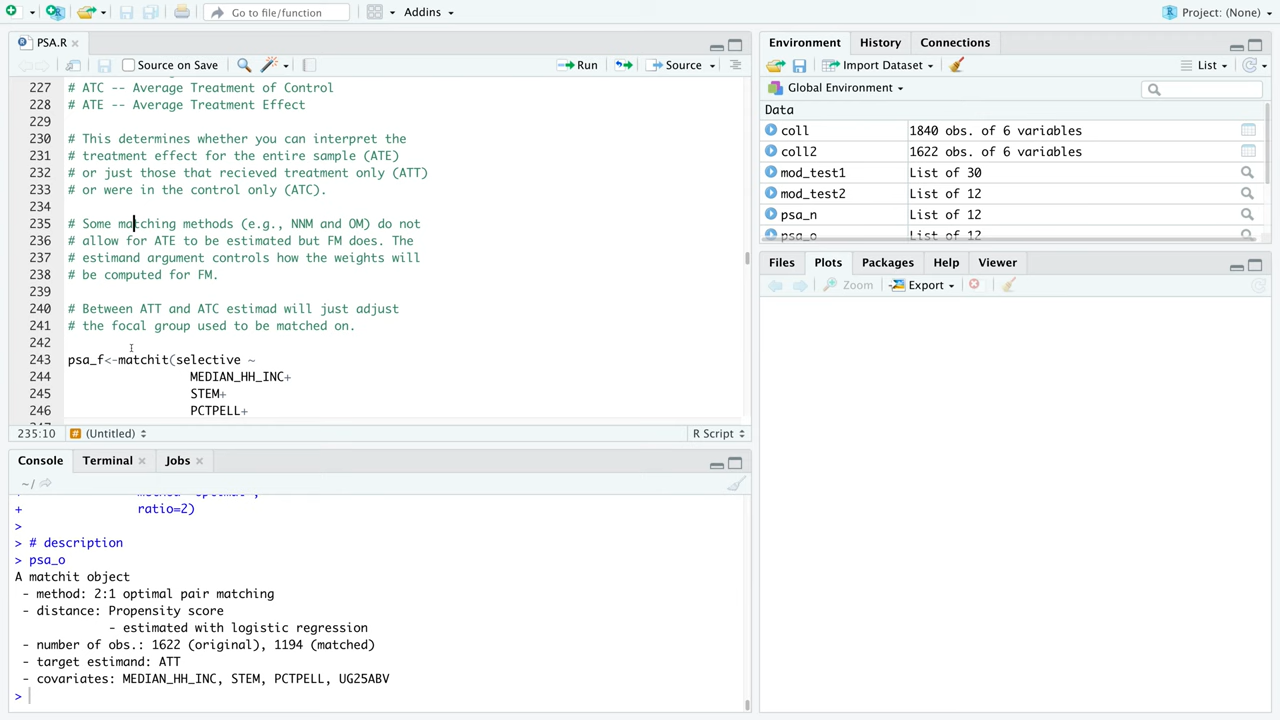 Go to file/function
Addins
Project: (None)
PSA.R
Source on Save
Run
Source
227 # ATC -- Average Treatment of Control
228 # ATE -- Average Treatment Effect
229
230 # This determines whether you can interpret the
231 # treatment effect for the entire sample (ATE)
232 # or just those that recieved treatment only (ATT)
233 # or were in the control only (ATC).
234
235 # Some matching methods (e.g., NNM and OM) do not
236 # allow for ATE to be estimated but FM does. The
237 # estimand argument controls how the weights will
238 # be computed for FM.
239
240 # Between ATT and ATC estimad will just adjust
241 # the focal group used to be matched on.
242
243 psa_f<-matchit(selective ~
244 MEDIAN_HH_INC+
245 STEM+
246 PCTPELL+
235:10 # (Untitled) R Script
Console Terminal Jobs
~/
+ ratio=2)
>
> # description
> psa_o
A matchit object
- method: 2:1 optimal pair matching
- distance: Propensity score
- estimated with logistic regression
- number of obs.: 1622 (original), 1194 (matched)
- target estimand: ATT
- covariates: MEDIAN_HH_INC, STEM, PCTPELL, UG25ABV
>
Environment History Connections
Import Dataset
List
Global Environment
Data
coll 1840 obs. of 6 variables
coll2 1622 obs. of 6 variables
mod_test1 List of 30
mod_test2 List of 12
psa_n List of 12
psa_o List of 12
Files Plots Packages Help Viewer
Zoom Export